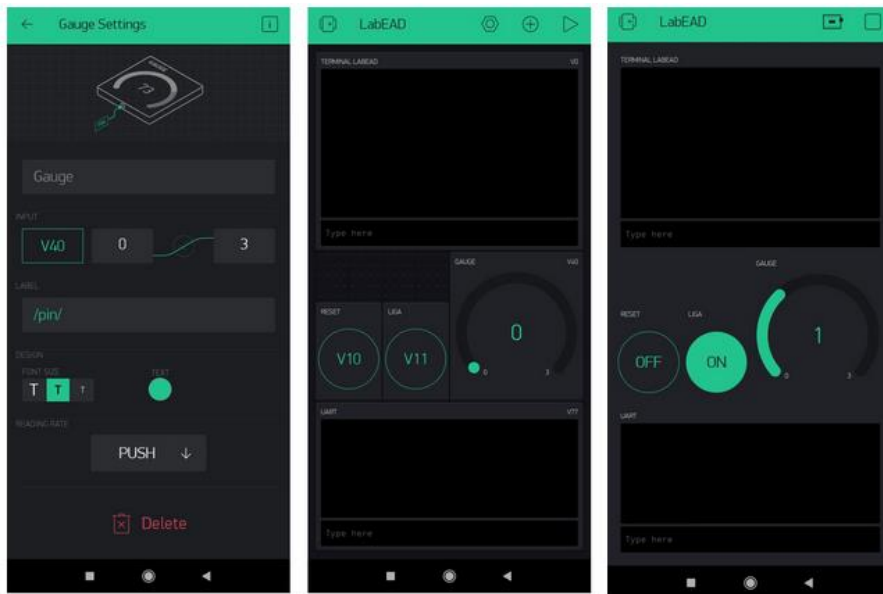 Gauge Settings
GAUGE
73
Gauge
INPUT
V40 0 3
LABEL
/pin/
DESIGN
FONT SIZE TEXT
T T T
READING RATE
PUSH
Delete
LabEAD
TERMINAL LABEAD V0
Type here
GAUGE V40
RESET LIGA
V10 V11
0
0 3
UART V77
Type here
LabEAD
TERMINAL LABEAD
Type here
GAUGE
RESET LIGA
OFF ON
1
0 3
UART
Type here